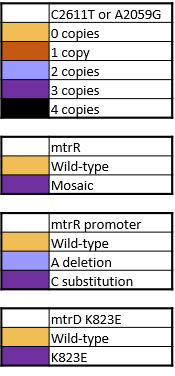 C2611T or A2059G
0 copies
1 copy
2 copies
3 copies
4 copies
mtrR
Wild-type
Mosaic
mtrR promoter
Wild-type
A deletion
C substitution
mtrD K823E
Wild-type
K823E